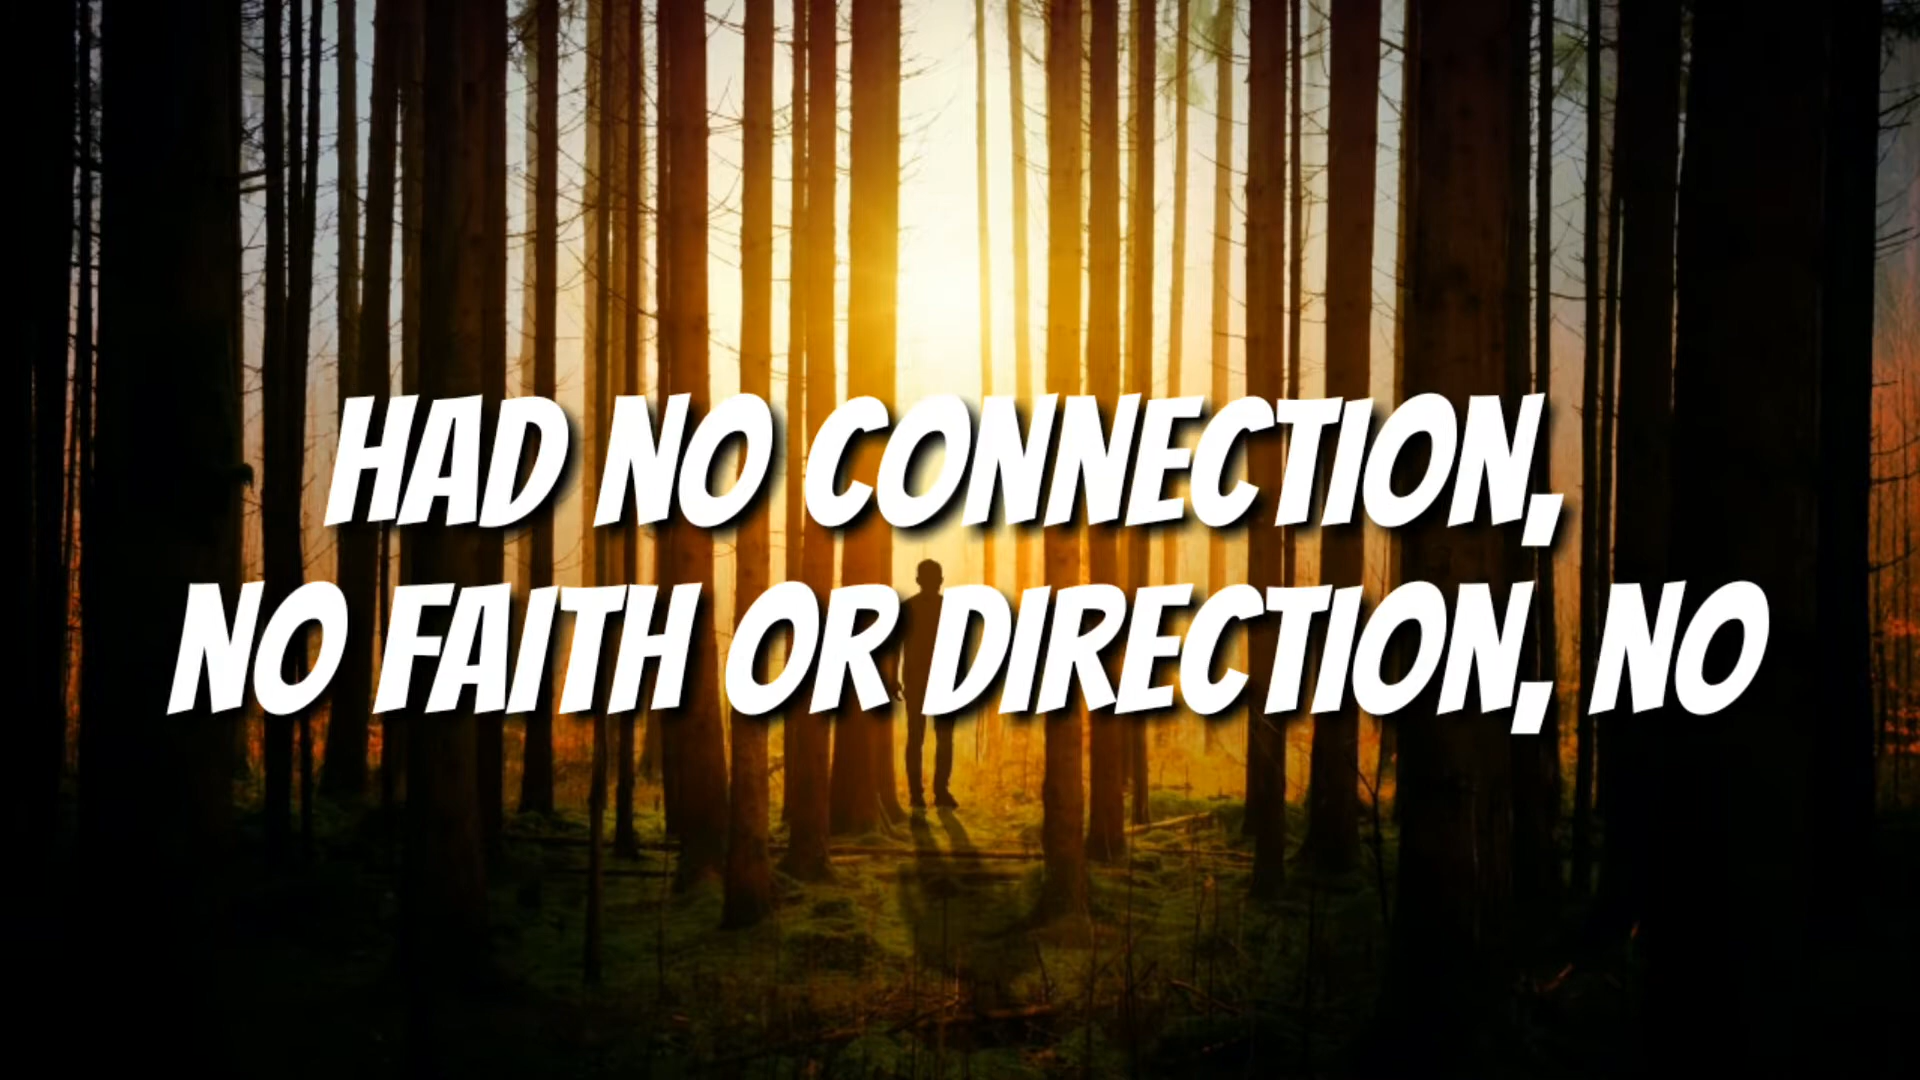 HAD NO CONNECTION,
NO FAITH OR DIRECTION, NO